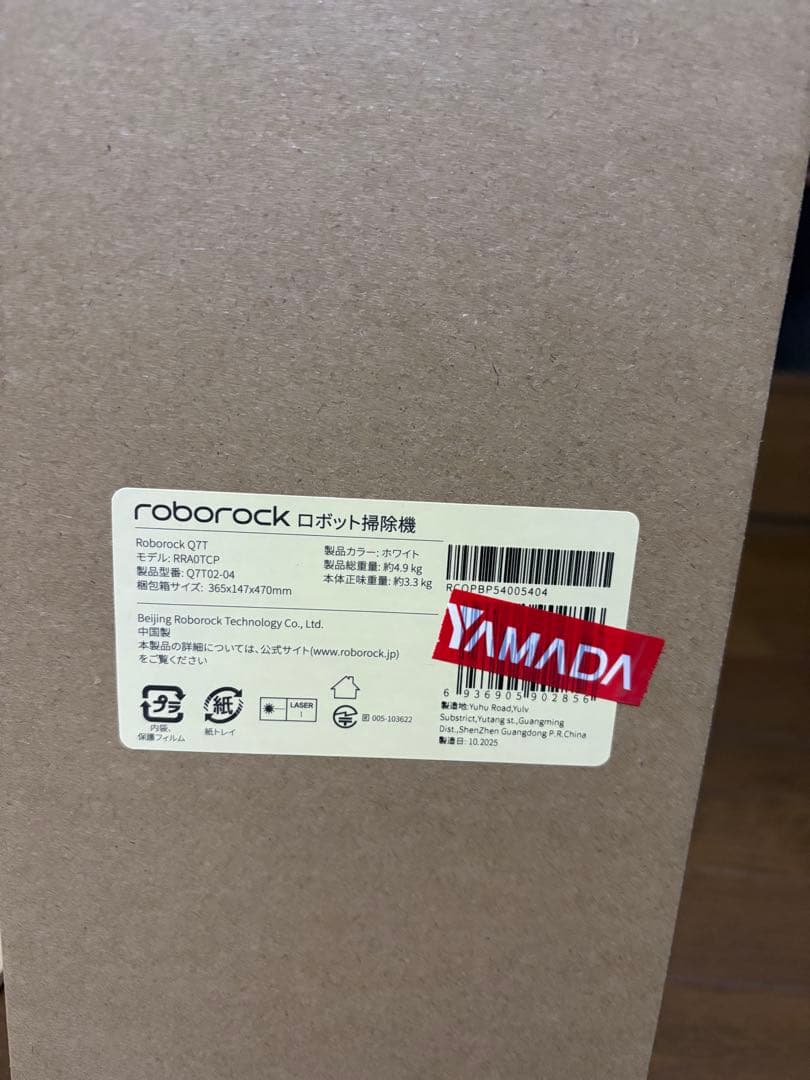 roborock ロボット掃除機
Roborock Q7T
モデル: RRA0TCP
製品型番: Q7T02-04
梱包箱サイズ: 365x147x470mm
製品カラー: ホワイト
製品総重量: 約4.9 kg
本体正味重量: 約3.3 kg
Beijing Roborock Technology Co., Ltd.
中国製
本製品の詳細については、公式サイト(www.roborock.jp)
をご覧ください
プラ
内袋、
保護フィルム
紙
紙トレイ
LASER
1
005-103622
RCOPBP54005404
YAMADA
6 936905 902856
製造地: Yuhu Road,Yulv
Substrict,Yutang st.,Guangming
Dist.,ShenZhen Guangdong P.R.China
製造日: 10.2025